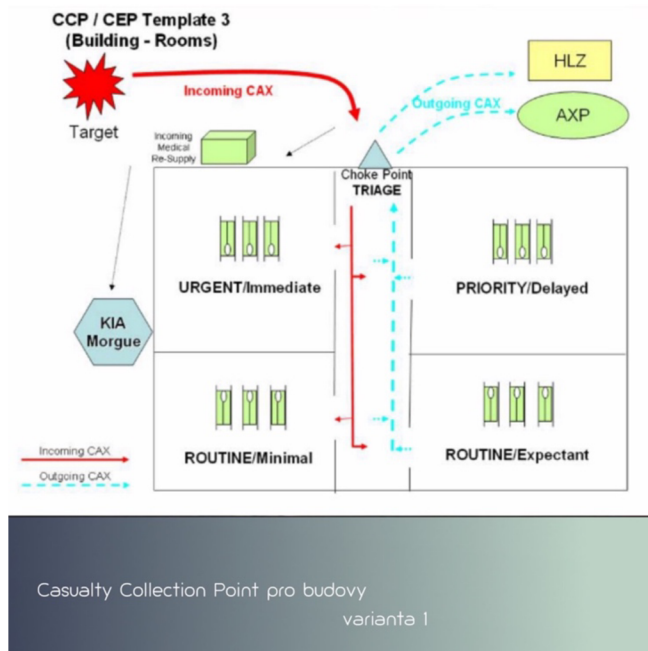 CCP / CEP Template 3
(Building - Rooms)
Incoming CAX
Target
HLZ
Outgoing CAX
AXP
Incoming
Medical
Re-Supply
Choke Point
TRIAGE
URGENT/Immediate
PRIORITY/Delayed
KIA
Morgue
ROUTINE/Minimal
ROUTINE/Expectant
Incoming CAX
Outgoing CAX
Casualty Collection Point pro budovy
varianta 1